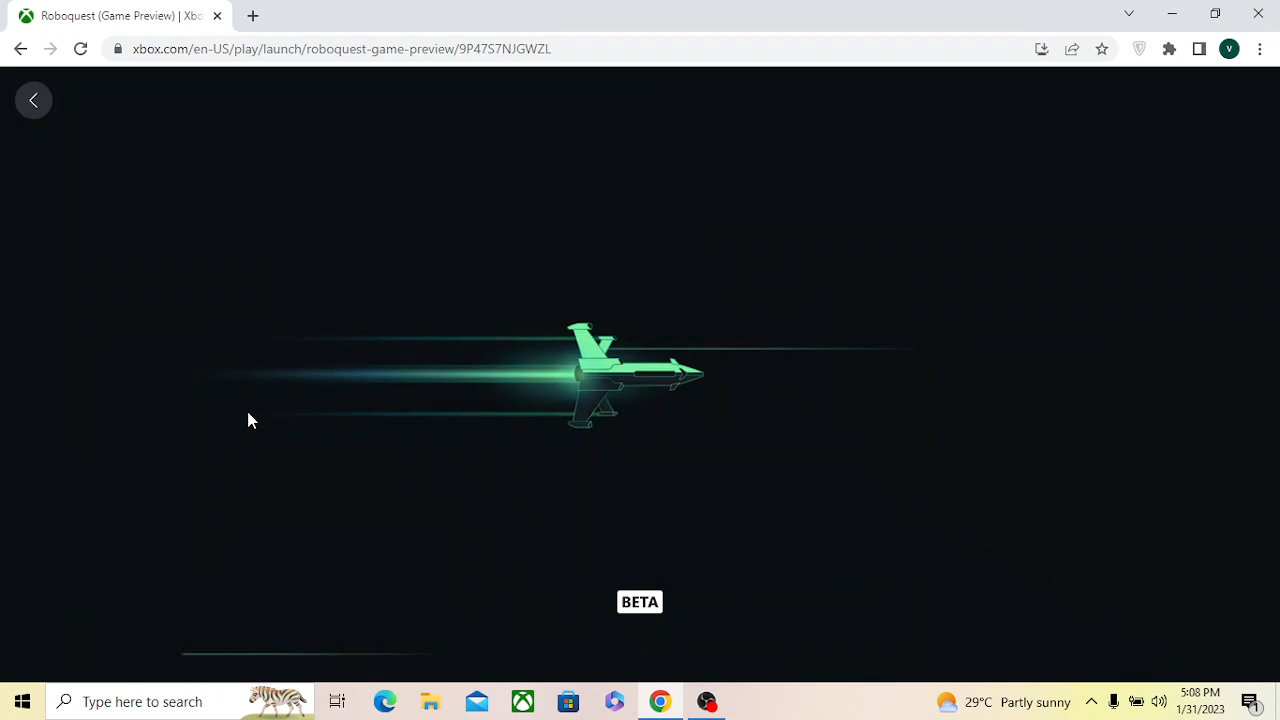 Roboquest (Game Preview) | Xbo
xbox.com/en-US/play/launch/roboquest-game-preview/9P47S7NJGWZL
V
BETA
Type here to search
29°C Partly sunny
5:08 PM
1/31/2023
1